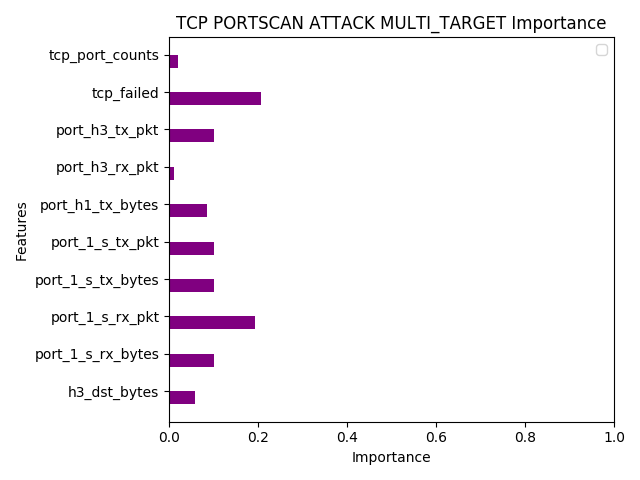 TCP PORTSCAN ATTACK MULTI_TARGET Importance
tcp_port_counts
tcp_failed
port_h3_tx_pkt
port_h3_rx_pkt
port_h1_tx_bytes
port_1_s_tx_pkt
port_1_s_tx_bytes
port_1_s_rx_pkt
port_1_s_rx_bytes
h3_dst_bytes
Features
0.0 0.2 0.4 0.6 0.8 1.0
Importance